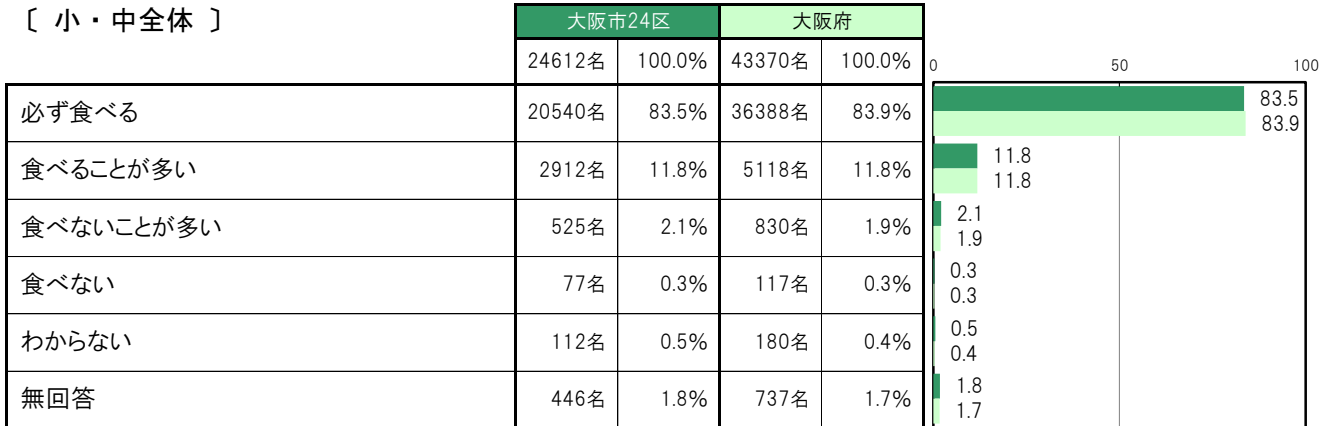 〔 小・中全体 〕
大阪市24区 大阪府
24612名 100.0% 43370名 100.0%
0 50 100
必ず食べる 20540名 83.5% 36388名 83.9%
83.5
83.9
食べることが多い 2912名 11.8% 5118名 11.8%
11.8
11.8
食べないことが多い 525名 2.1% 830名 1.9%
2.1
1.9
食べない 77名 0.3% 117名 0.3%
0.3
0.3
わからない 112名 0.5% 180名 0.4%
0.5
0.4
無回答 446名 1.8% 737名 1.7%
1.8
1.7